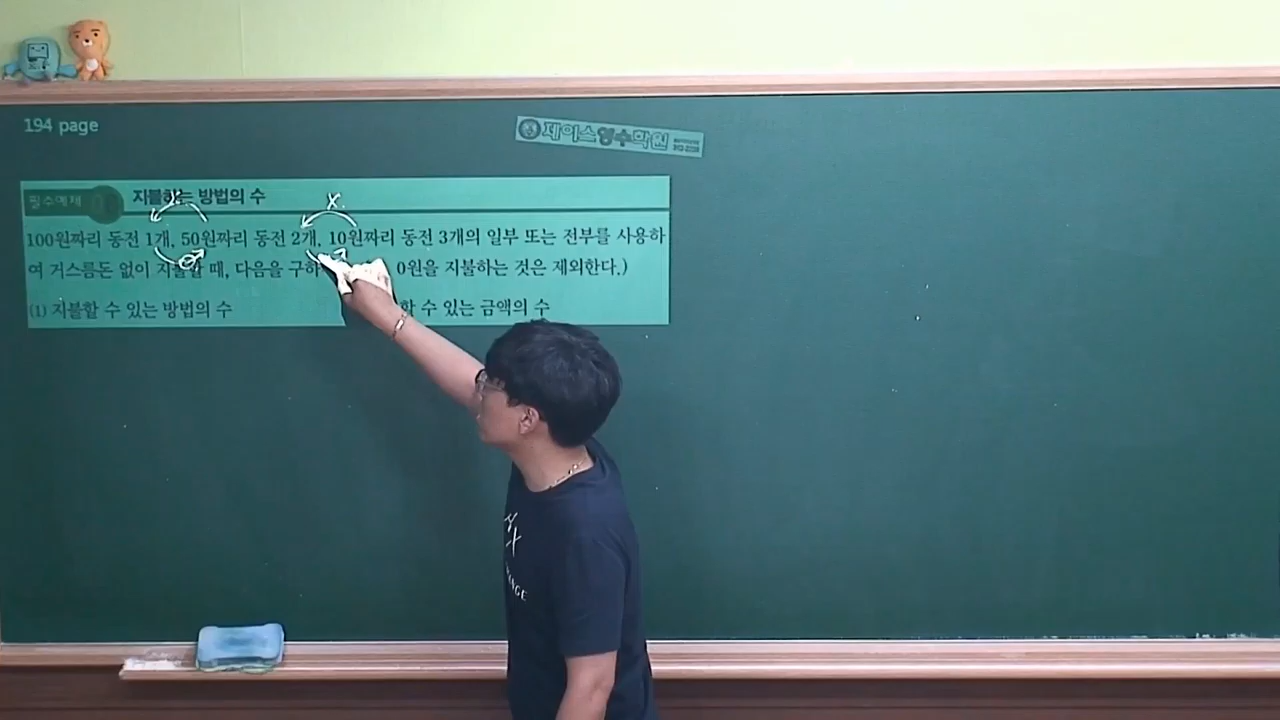 194 page
제이스영수학원
필수예제
지불하는 방법의 수
X
100원짜리 동전 1개, 50원짜리 동전 2개, 10원짜리 동전 3개의 일부 또는 전부를 사용하
여 거스름돈 없이 지불할 때, 다음을 구하 0원을 지불하는 것은 제외한다.)
(1) 지불할 수 있는 방법의 수 할 수 있는 금액의 수